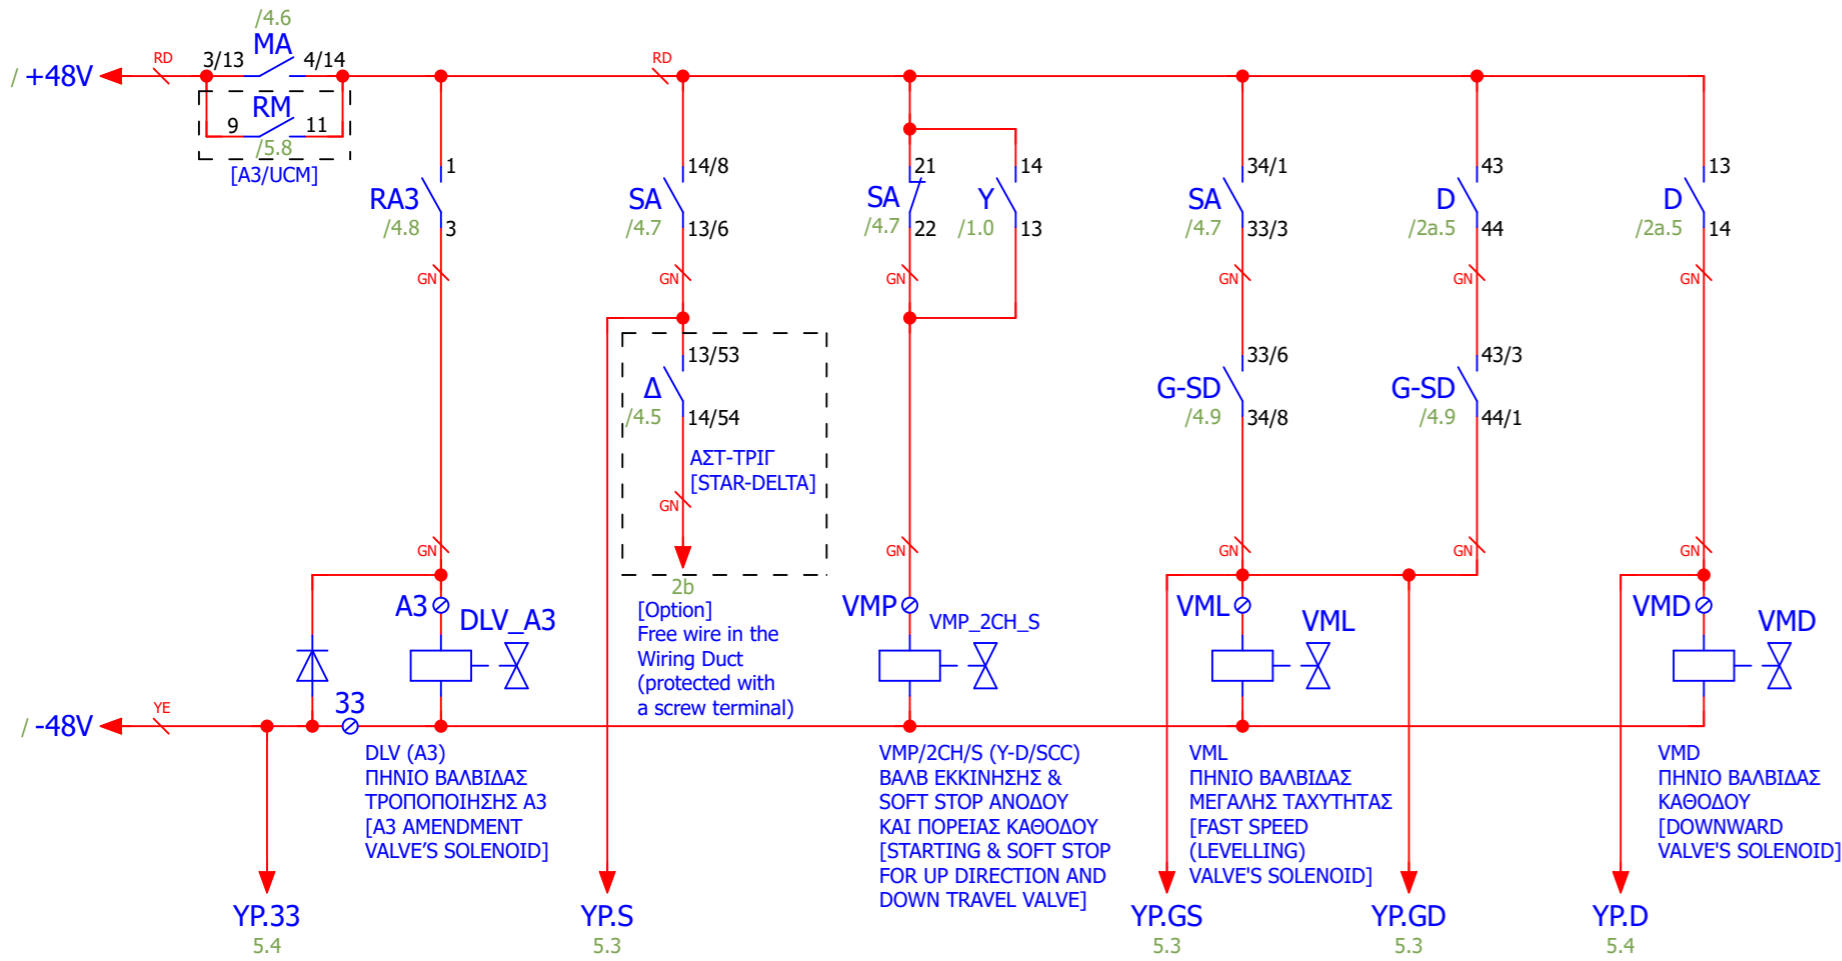 /4.6
MA
3/13
4/14
/ +48V
RD
RD
RM
9
11
/5.8
[A3/UCM]
1
RA3
/4.8
3
GN
14/8
SA
/4.7
13/6
GN
21
SA
/4.7
22
GN
14
Y
/1.0
13
34/1
SA
/4.7
33/3
GN
43
D
/2a.5
44
GN
13
D
/2a.5
14
GN
13/53
Δ
/4.5
14/54
ΑΣΤ-ΤΡΙΓ
[STAR-DELTA]
GN
33/6
G-SD
/4.9
34/8
43/3
G-SD
/4.9
44/1
GN
GN
GN
GN
GN
2b
[Option]
Free wire in the
Wiring Duct
(protected with
a screw terminal)
A3
DLV_A3
VMP
VMP_2CH_S
VML
VML
VMD
VMD
/ -48V
YE
33
DLV (A3)
ΠΗΝΙΟ ΒΑΛΒΙΔΑΣ
ΤΡΟΠΟΠΟΙΗΣΗΣ A3
[A3 AMENDMENT
VALVE’S SOLENOID]
VMP/2CH/S (Y-D/SCC)
ΒΑΛΒ ΕΚΚΙΝΗΣΗΣ &
SOFT STOP ΑΝΟΔΟΥ
ΚΑΙ ΠΟΡΕΙΑΣ ΚΑΘΟΔΟΥ
[STARTING & SOFT STOP
FOR UP DIRECTION AND
DOWN TRAVEL VALVE]
VML
ΠΗΝΙΟ ΒΑΛΒΙΔΑΣ
ΜΕΓΑΛΗΣ ΤΑΧΥΤΗΤΑΣ
[FAST SPEED
(LEVELLING)
VALVE'S SOLENOID]
VMD
ΠΗΝΙΟ ΒΑΛΒΙΔΑΣ
ΚΑΘΟΔΟΥ
[DOWNWARD
VALVE'S SOLENOID]
YP.33
5.4
YP.S
5.3
YP.GS
5.3
YP.GD
5.3
YP.D
5.4